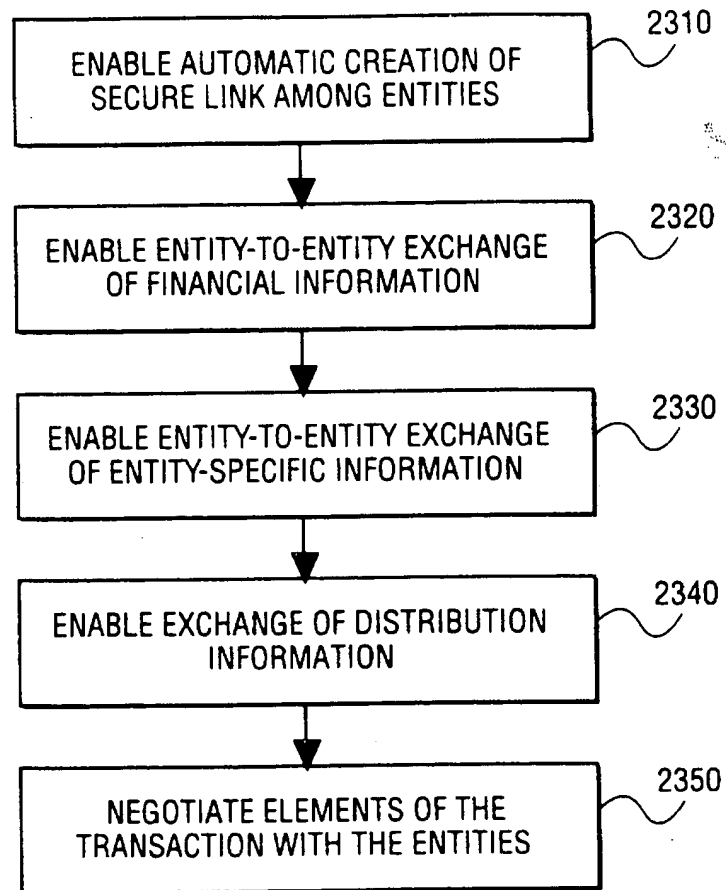 2310
ENABLE AUTOMATIC CREATION OF
SECURE LINK AMONG ENTITIES
2320
ENABLE ENTITY-TO-ENTITY EXCHANGE
OF FINANCIAL INFORMATION
2330
ENABLE ENTITY-TO-ENTITY EXCHANGE
OF ENTITY-SPECIFIC INFORMATION
2340
ENABLE EXCHANGE OF DISTRIBUTION
INFORMATION
2350
NEGOTIATE ELEMENTS OF THE
TRANSACTION WITH THE ENTITIES